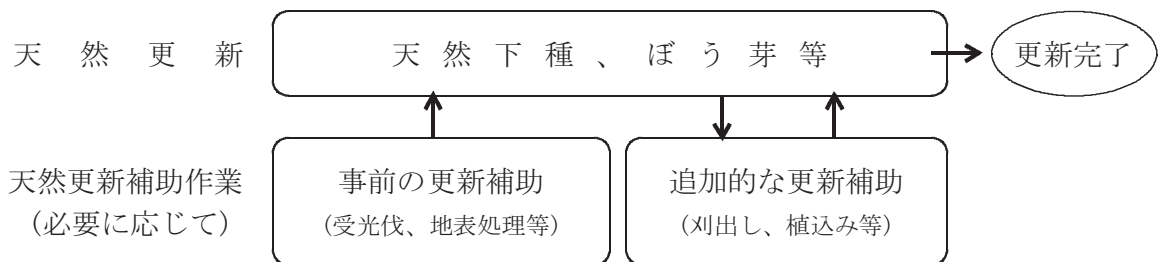 天然更新
天然下種、ぼう芽等
更新完了
天然更新補助作業
(必要に応じて)
事前の更新補助
(受光伐、地表処理等)
追加的な更新補助
(刈出し、植込み等)